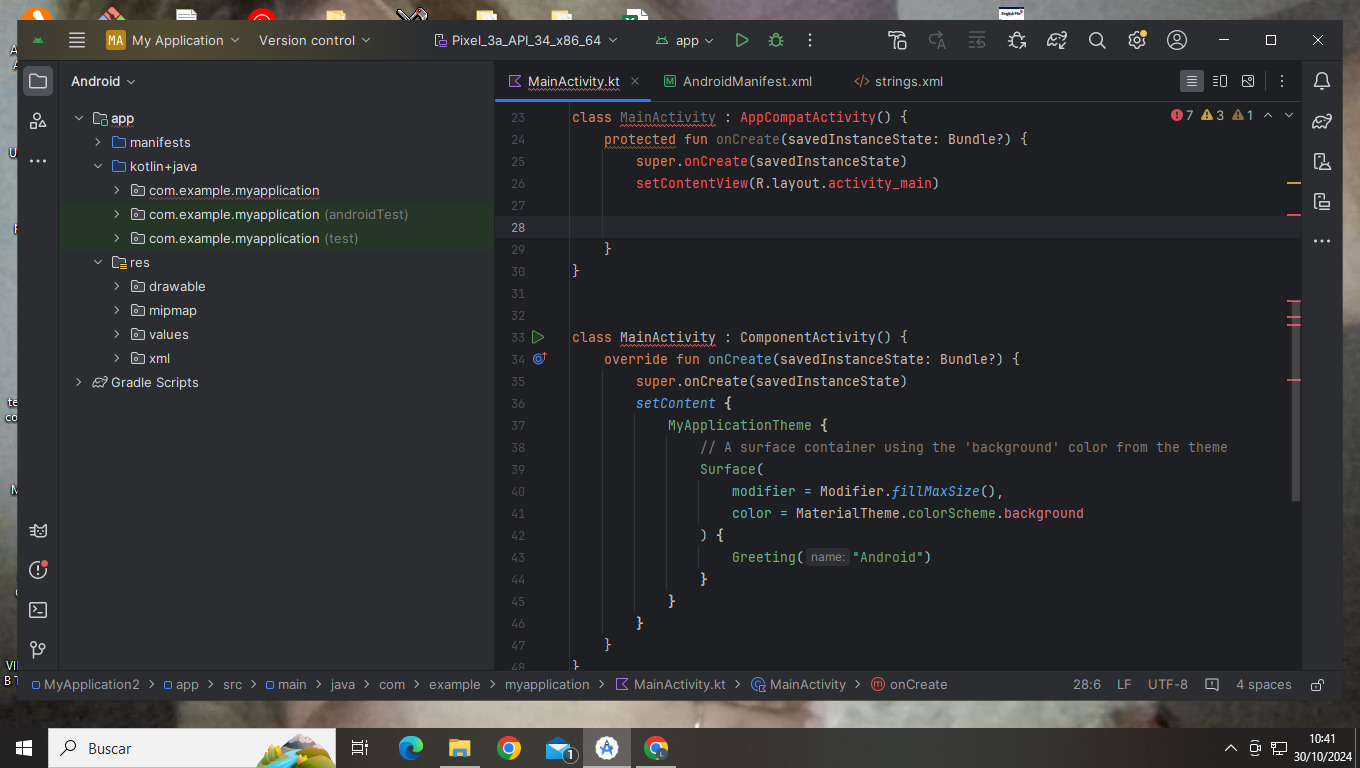 English File
MA My Application
Version control
Pixel_3a_API_34_x86_64
app
Android
MainActivity.kt
AndroidManifest.xml
</> strings.xml
app
manifests
kotlin+java
com.example.myapplication
com.example.myapplication (androidTest)
com.example.myapplication (test)
res
drawable
mipmap
values
xml
Gradle Scripts
7 3 1
23 class MainActivity : AppCompatActivity() {
24 protected fun onCreate(savedInstanceState: Bundle?) {
25 super.onCreate(savedInstanceState)
26 setContentView(R.layout.activity_main)
27
28
29 }
30 }
31
32
33 class MainActivity : ComponentActivity() {
34 override fun onCreate(savedInstanceState: Bundle?) {
35 super.onCreate(savedInstanceState)
36 setContent {
37 MyApplicationTheme {
38 // A surface container using the 'background' color from the theme
39 Surface(
40 modifier = Modifier.fillMaxSize(),
41 color = MaterialTheme.colorScheme.background
42 ) {
43 Greeting( name: "Android")
44 }
45 }
46 }
47 }
48 }
MyApplication2 > app > src > main > java > com > example > myapplication > MainActivity.kt > MainActivity > onCreate
28:6 LF UTF-8 4 spaces
Buscar
1
10:41
30/10/2024